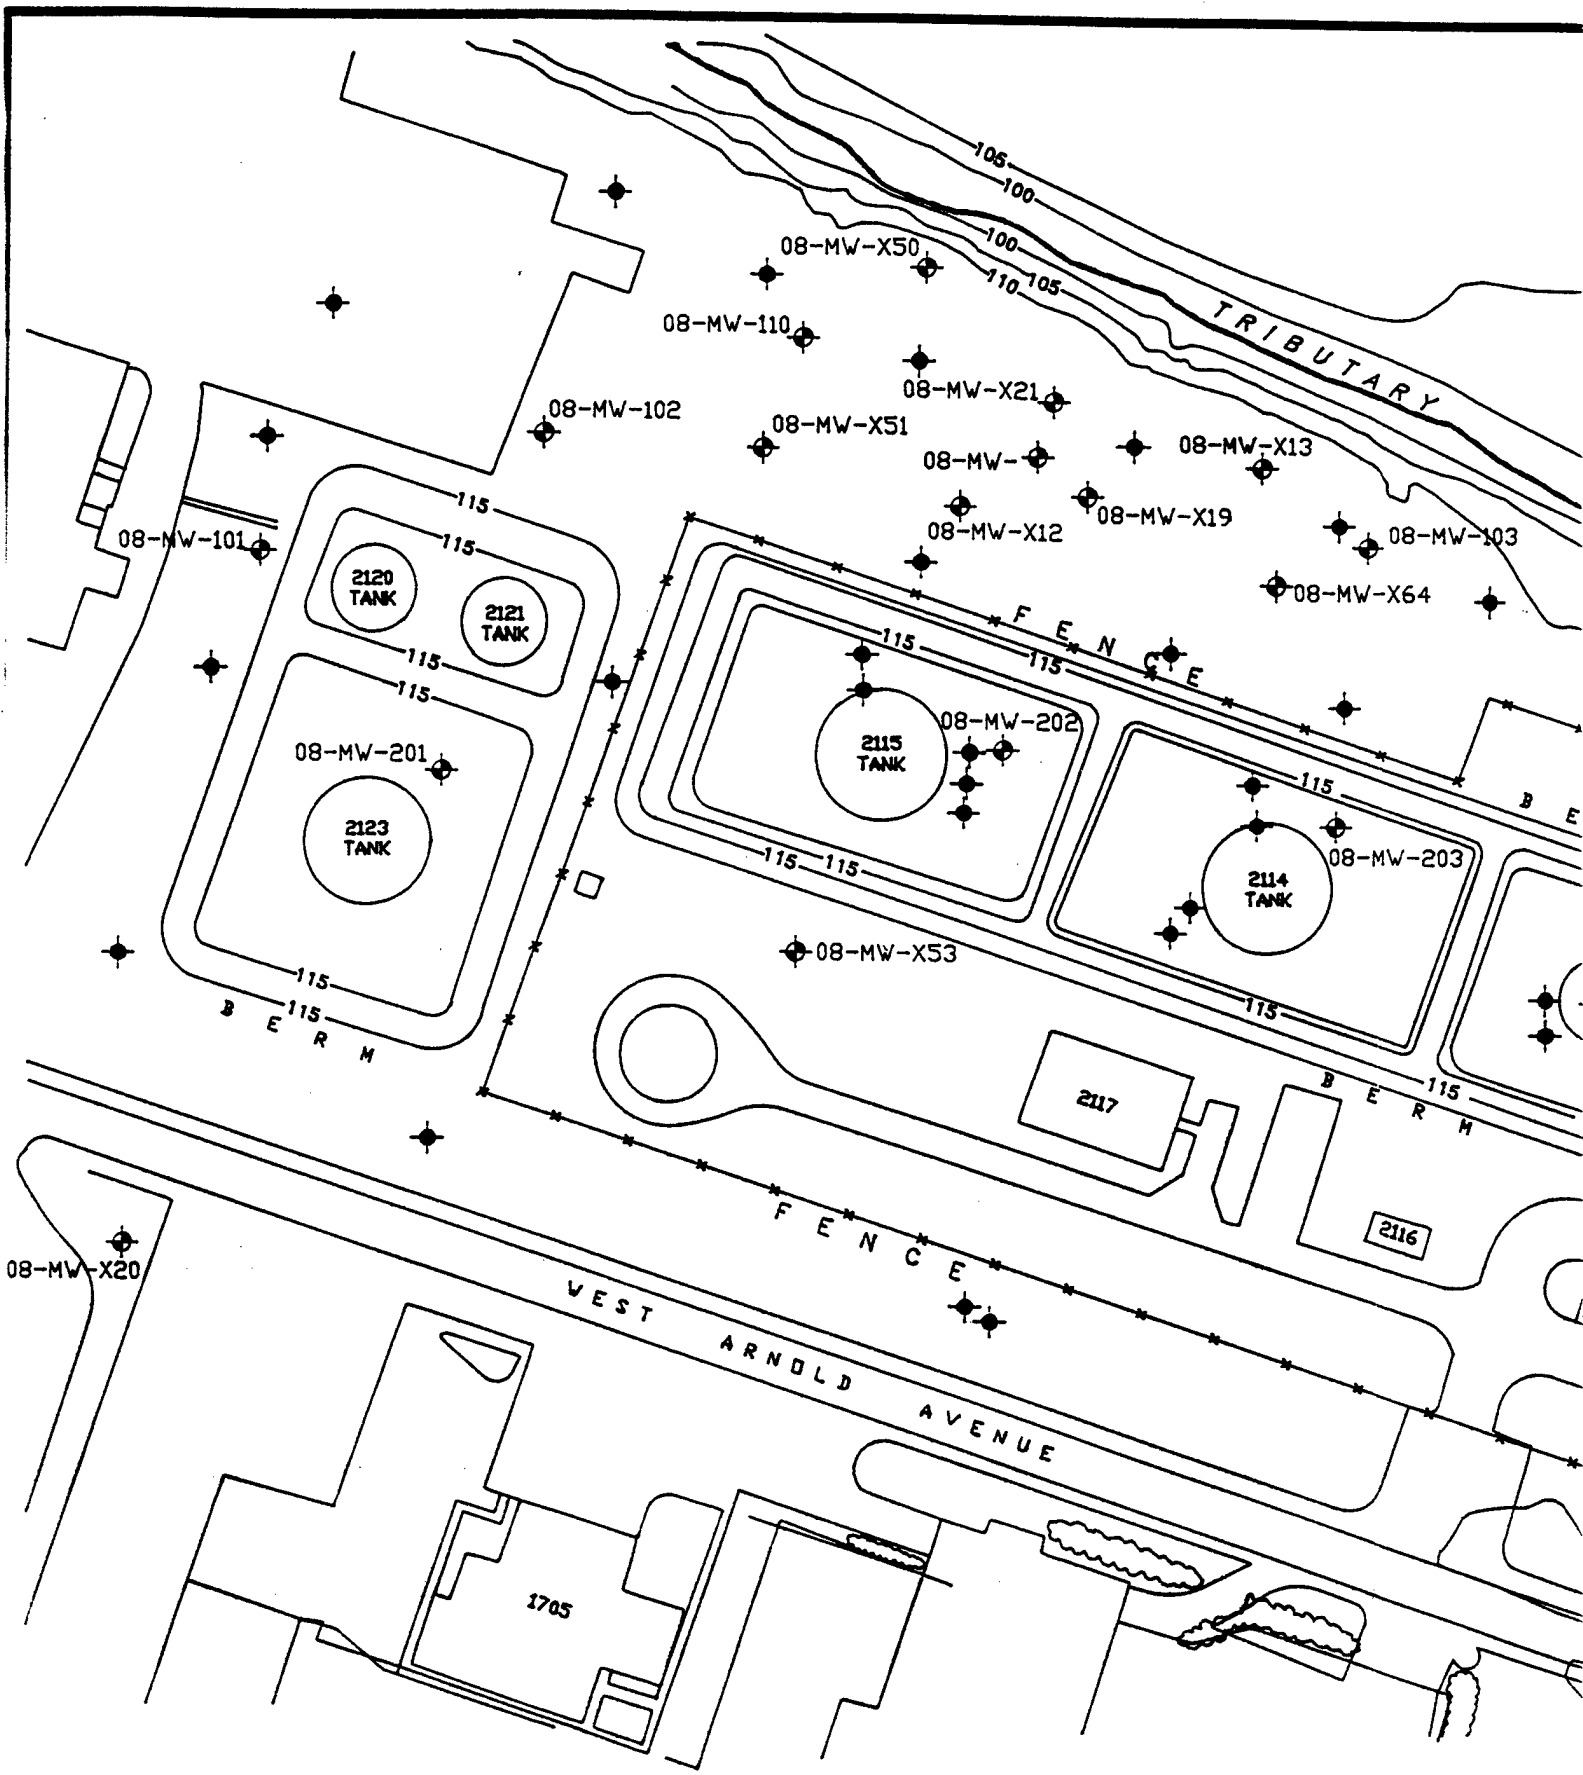 105
100
08-MW-X50
100
110
105
TRIBUTARY
08-MW-110
08-MW-X21
08-MW-102
08-MW-X51
08-MW-
08-MW-X13
115
08-MW-X19
08-MW-X12
08-MW-101
115
08-MW-103
2120
TANK
2121
TANK
08-MW-X64
FENCE
115
115
115
115
08-MW-202
08-MW-201
2115
TANK
115
BE
2123
TANK
115
115
08-MW-203
2114
TANK
08-MW-X53
115
115
BERM
115
115
BERM
2117
2116
FENCE
08-MW-X20
WEST ARNOLD AVENUE
1705